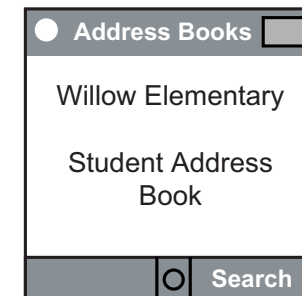 Address Books
Willow Elementary
Student Address
Book
Search